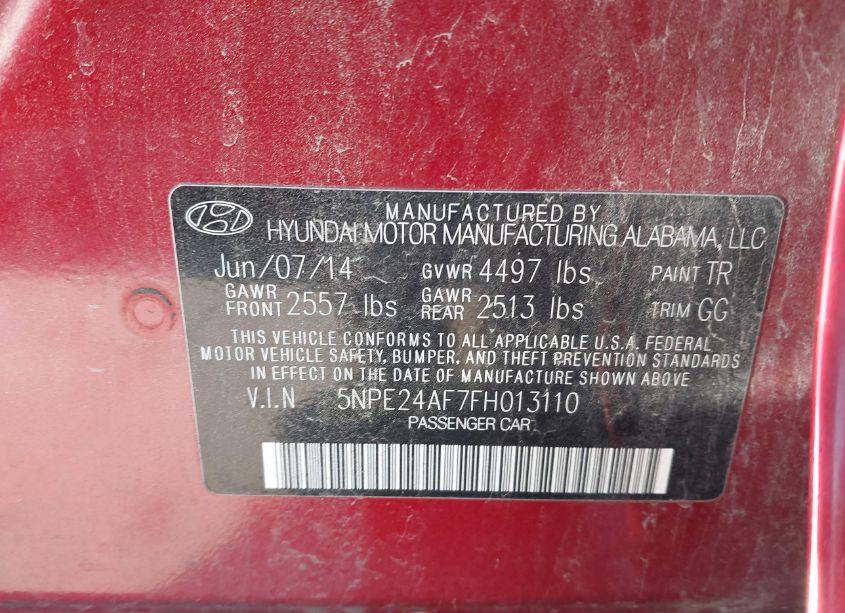 MANUFACTURED BY
HYUNDAI MOTOR MANUFACTURING ALABAMA, LLC
Jun/07/14 GVWR 4497 lbs PAINT TR
GAWR FRONT 2557 lbs GAWR REAR 2513 lbs TRIM GG
THIS VEHICLE CONFORMS TO ALL APPLICABLE U.S.A. FEDERAL
MOTOR VEHICLE SAFETY, BUMPER, AND THEFT PREVENTION STANDARDS
IN EFFECT ON THE DATE OF MANUFACTURE SHOWN ABOVE
V.I.N 5NPE24AF7FH013110
PASSENGER CAR